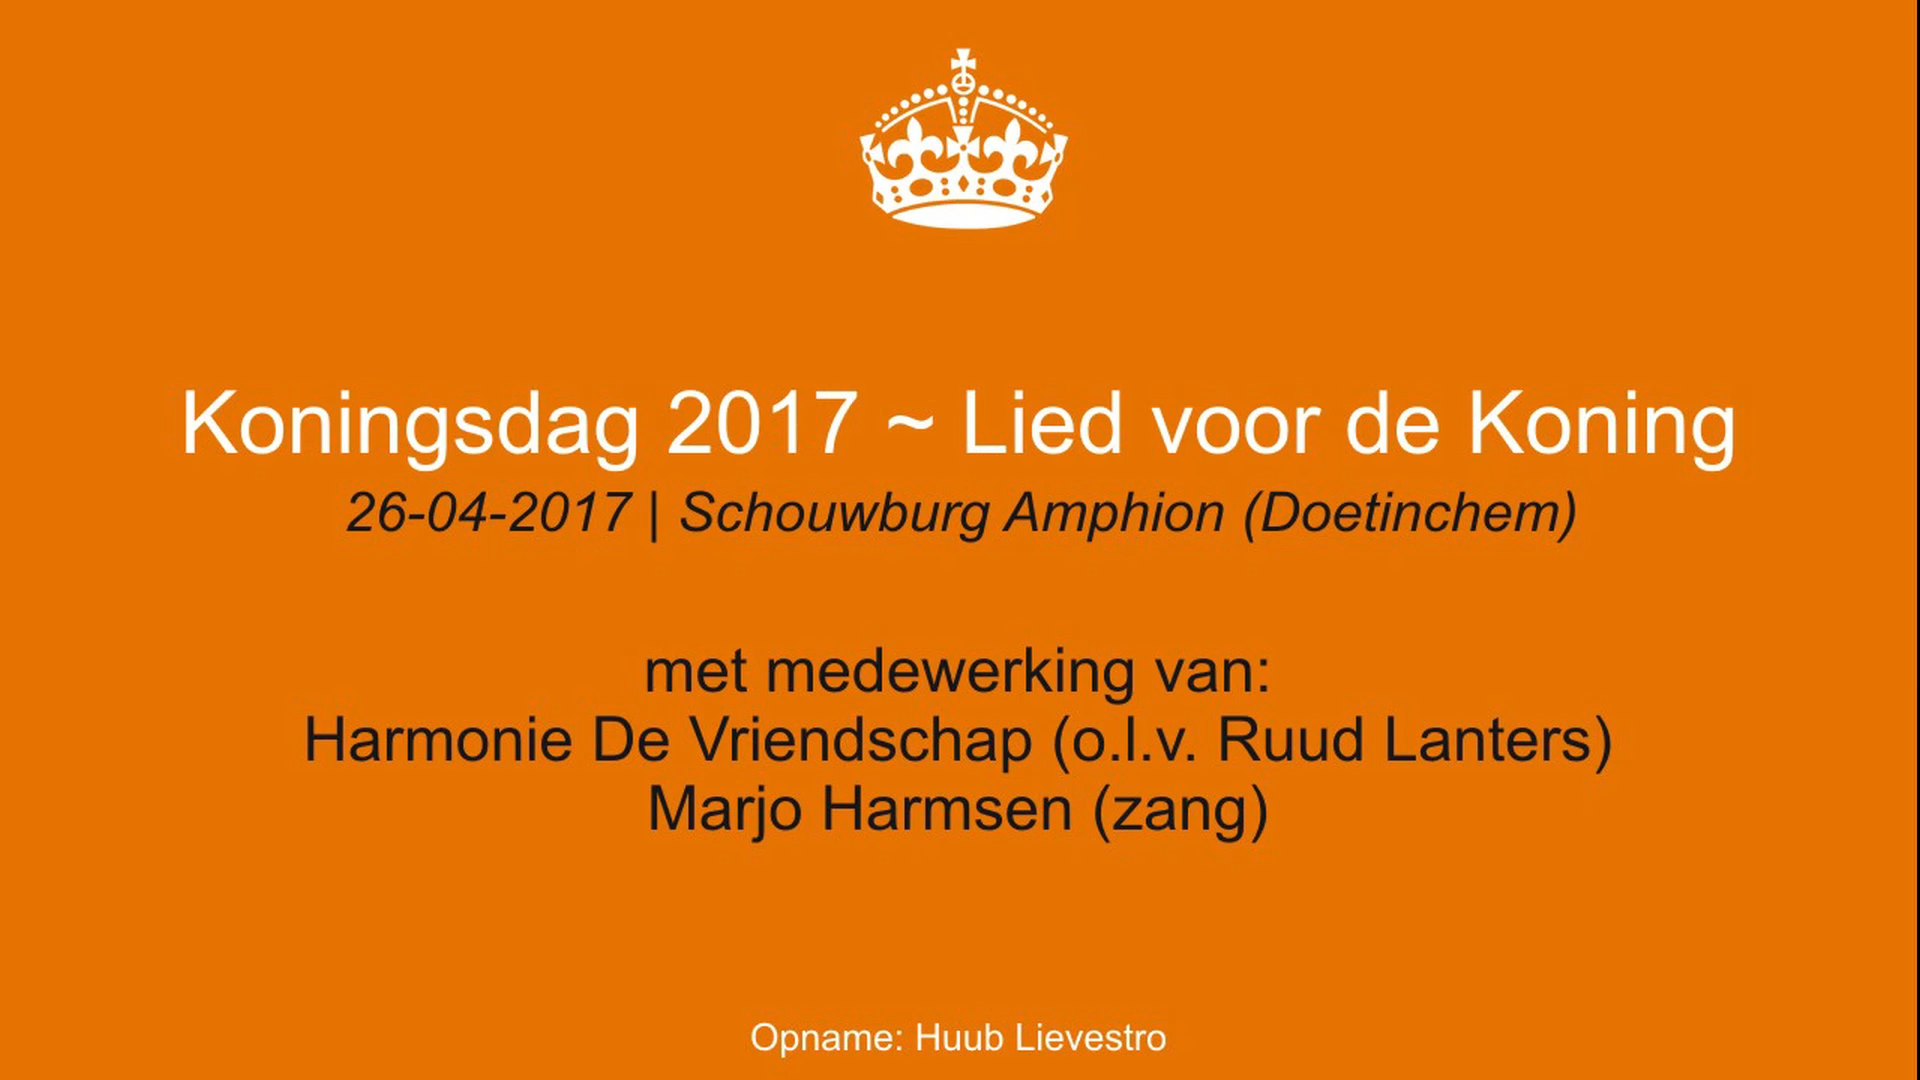 Koningsdag 2017 ~ Lied voor de Koning
26-04-2017 | Schouwburg Amphion (Doetinchem)
met medewerking van:
Harmonie De Vriendschap (o.l.v. Ruud Lanters)
Marjo Harmsen (zang)
Opname: Huub Lievestro